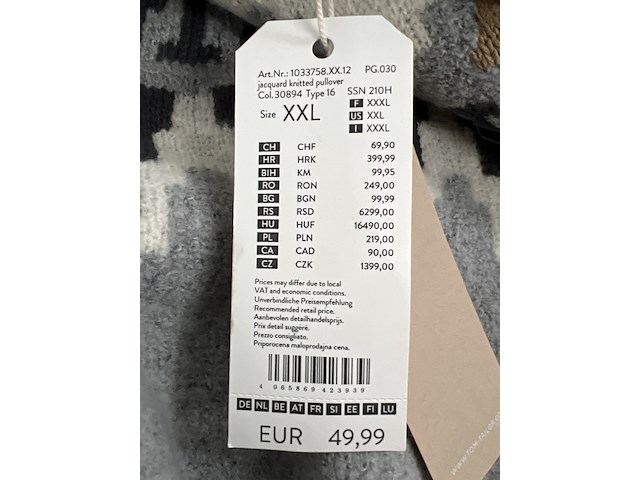 Art.Nr.: 1033758.XX.12 PG.030
jacquard knitted pullover
Col.30894 Type 16 SSN 210H
Size XXL
F XXXL
US XXL
I XXXL
CH CHF 69,90
HR HRK 399,99
BIH KM 99,95
RO RON 249,00
BG BGN 99,99
RS RSD 6299,00
HU HUF 16490,00
PL PLN 219,00
CA CAD 90,00
CZ CZK 1399,00
Prices may differ due to local
VAT and economic conditions.
Unverbindliche Preisempfehlung
Recommended retail price.
Aanbevolen detailhandelsprijs.
Prix detail suggéré.
Prezzo consigliato.
Priporocena maloprodajna cena.
4 065869 423939
DE NL BE AT FR SI EE FI LU
EUR 49,99